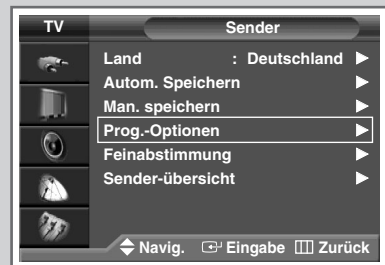 TV Sender
Land : Deutschland
Autom. Speichern
Man. speichern
Prog.-Optionen
Feinabstimmung
Sender-übersicht
Navig. Eingabe Zurück